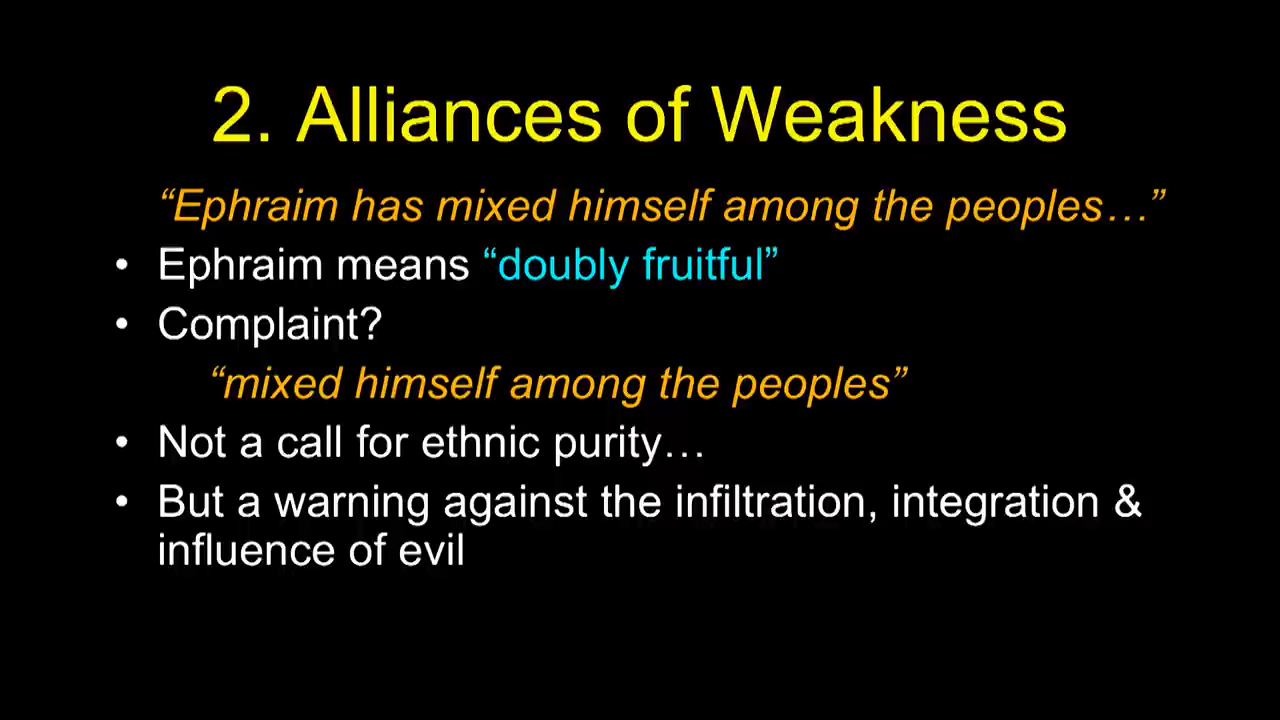 2. Alliances of Weakness
“Ephraim has mixed himself among the peoples…”
• Ephraim means “doubly fruitful”
• Complaint?
“mixed himself among the peoples”
• Not a call for ethnic purity…
• But a warning against the infiltration, integration &
influence of evil